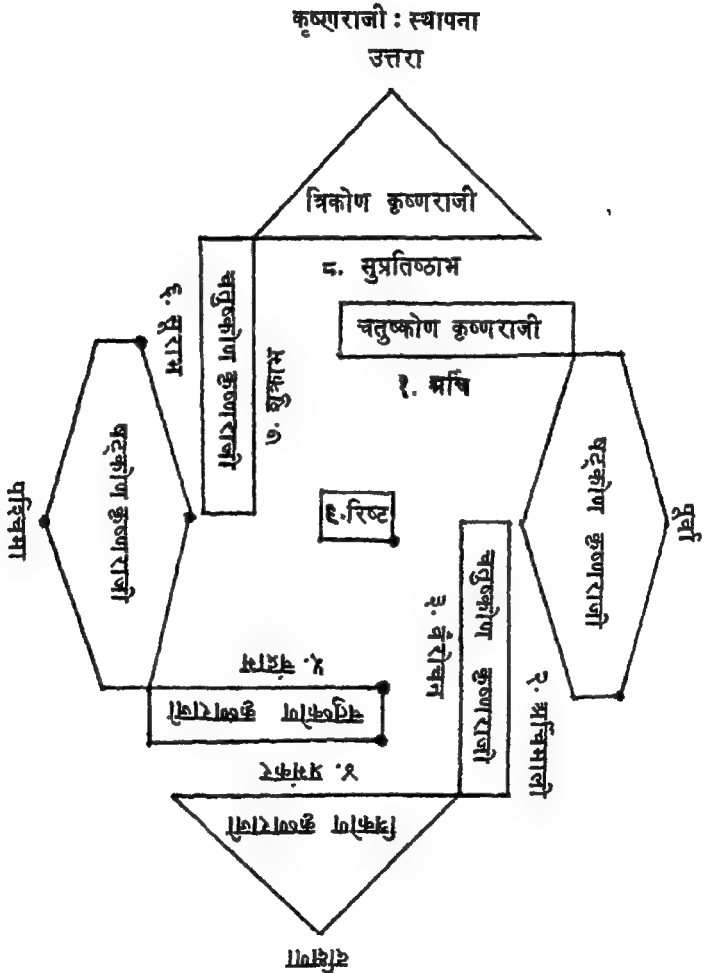 कृष्णराजी : स्थापना
उत्तरा
त्रिकोण कृष्णराजी
८. सुप्रतिष्ठाभ
चतुष्कोण कृष्णराजी
१. अर्चि
षट्कोण कृष्णराजी
पूर्वा
२. अर्चिमाली
चतुष्कोण कृष्णराजी
३. वैरोचन
त्रिकोण कृष्णराजी
दक्षिणा
४. प्रभंकर
चतुष्कोण कृष्णराजी
५. चंद्राभ
षट्कोण कृष्णराजी
पश्चिमा
६. सूराभ
चतुष्कोण कृष्णराजी
७. शुक्राभ
९. रिष्ट